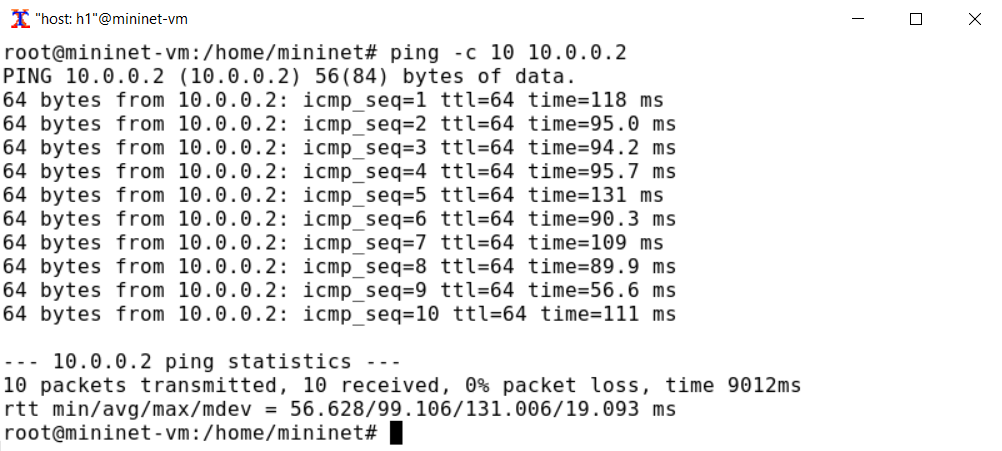 "host: h1"@mininet-vm
root@mininet-vm:/home/mininet# ping -c 10 10.0.0.2
PING 10.0.0.2 (10.0.0.2) 56(84) bytes of data.
64 bytes from 10.0.0.2: icmp_seq=1 ttl=64 time=118 ms
64 bytes from 10.0.0.2: icmp_seq=2 ttl=64 time=95.0 ms
64 bytes from 10.0.0.2: icmp_seq=3 ttl=64 time=94.2 ms
64 bytes from 10.0.0.2: icmp_seq=4 ttl=64 time=95.7 ms
64 bytes from 10.0.0.2: icmp_seq=5 ttl=64 time=131 ms
64 bytes from 10.0.0.2: icmp_seq=6 ttl=64 time=90.3 ms
64 bytes from 10.0.0.2: icmp_seq=7 ttl=64 time=109 ms
64 bytes from 10.0.0.2: icmp_seq=8 ttl=64 time=89.9 ms
64 bytes from 10.0.0.2: icmp_seq=9 ttl=64 time=56.6 ms
64 bytes from 10.0.0.2: icmp_seq=10 ttl=64 time=111 ms
--- 10.0.0.2 ping statistics ---
10 packets transmitted, 10 received, 0% packet loss, time 9012ms
rtt min/avg/max/mdev = 56.628/99.106/131.006/19.093 ms
root@mininet-vm:/home/mininet#